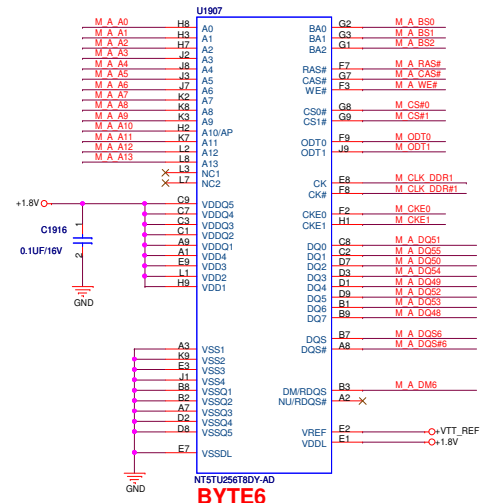 U1907
M_A_A0 H8 A0 BA0 G2 M_A_BS0
M_A_A1 H3 A1 BA1 G3 M_A_BS1
M_A_A2 H7 A2 BA2 G1 M_A_BS2
M_A_A3 J2 A3
M_A_A4 J8 A4 RAS# F7 M_A_RAS#
M_A_A5 J3 A5 CAS# G7 M_A_CAS#
M_A_A6 J7 A6 WE# F3 M_A_WE#
M_A_A7 K2 A7
M_A_A8 K8 A8 CS0# G8 M_CS#0
M_A_A9 K3 A9 CS1# G9 M_CS#1
M_A_A10 H2 A10/AP
M_A_A11 K7 A11 ODT0 F9 M_ODT0
M_A_A12 L2 A12 ODT1 J9 M_ODT1
M_A_A13 L8 A13
L3 NC1
L7 NC2 CK E8 M_CLK_DDR1
CK# F8 M_CLK_DDR#1
+1.8V C9 VDDQ5
C7 VDDQ4 CKE0 F2 M_CKE0
C3 VDDQ3 CKE1 H1 M_CKE1
C1 VDDQ2
A9 VDDQ1 DQ0 C8 M_A_DQ51
A1 VDD4 DQ1 C2 M_A_DQ55
E9 VDD3 DQ2 D7 M_A_DQ50
L1 VDD2 DQ3 D3 M_A_DQ54
H9 VDD1 DQ4 D1 M_A_DQ49
DQ5 D9 M_A_DQ52
DQ6 B1 M_A_DQ53
DQ7 B9 M_A_DQ48
C1916
1
0.1UF/16V
2
GND
DQS B7 M_A_DQS6
DQS# A8 M_A_DQS#6
A3 VSS1
K9 VSS2
E3 VSS3
J1 VSS4
B8 VSSQ1 DM/RDQS B3 M_A_DM6
B2 VSSQ2 NU/RDQS# A2
A7 VSSQ3
D2 VSSQ4
D8 VSSQ5 VREF E2 +VTT_REF
VDDL E1 +1.8V
E7 VSSDL
GND
NT5TU256T8DY-AD
BYTE6